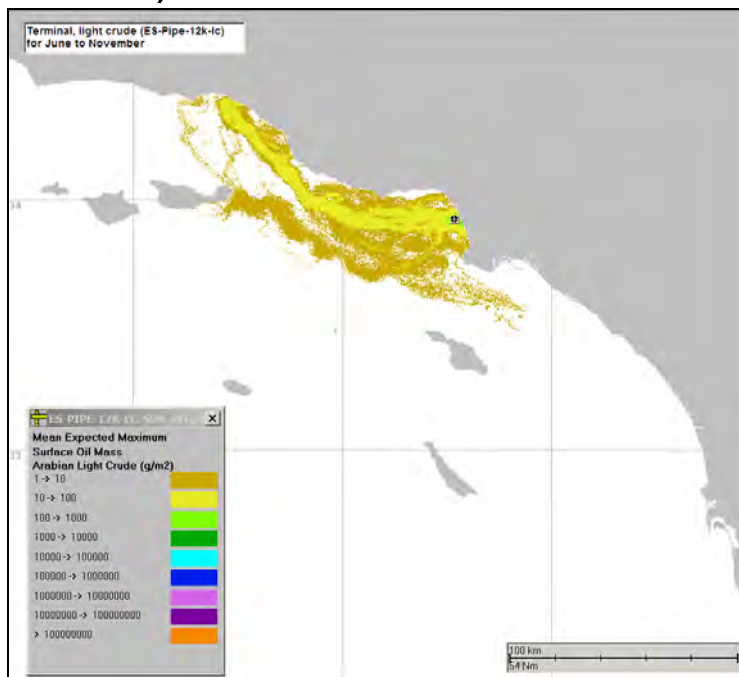 Terminal, light crude (ES-Pipe-12k-lc)
for June to November
34
33
Mean Expected Maximum
Surface Oil Mass
Arabian Light Crude (g/m2)
1 -> 10
10 -> 100
100 -> 1000
1000 -> 10000
10000 -> 100000
100000 -> 1000000
1000000 -> 10000000
10000000 -> 100000000
> 100000000
100 km
54 Nm